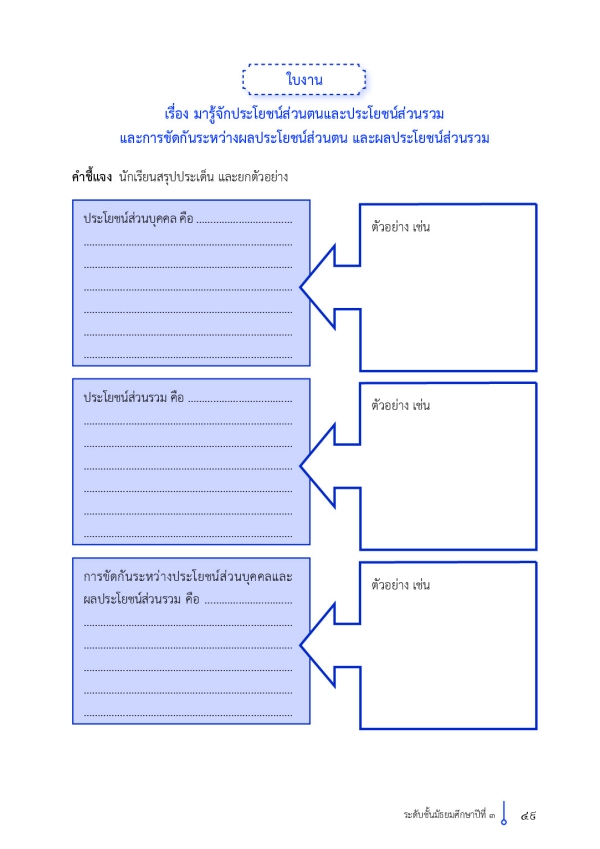 ใบงาน
เรื่อง มารู้จักประโยชน์ส่วนตนและประโยชน์ส่วนรวม
และการขัดกันระหว่างผลประโยชน์ส่วนตน และผลประโยชน์ส่วนรวม
คำชี้แจง นักเรียนสรุปประเด็น และยกตัวอย่าง
ประโยชน์ส่วนบุคคล คือ ................................
......................................................................
......................................................................
......................................................................
......................................................................
......................................................................
......................................................................
ตัวอย่าง เช่น
ประโยชน์ส่วนรวม คือ ...................................
......................................................................
......................................................................
......................................................................
......................................................................
......................................................................
......................................................................
ตัวอย่าง เช่น
การขัดกันระหว่างประโยชน์ส่วนบุคคลและ
ผลประโยชน์ส่วนรวม คือ ..............................
......................................................................
......................................................................
......................................................................
......................................................................
......................................................................
ตัวอย่าง เช่น
ระดับชั้นมัธยมศึกษาปีที่ ๓
๔๕